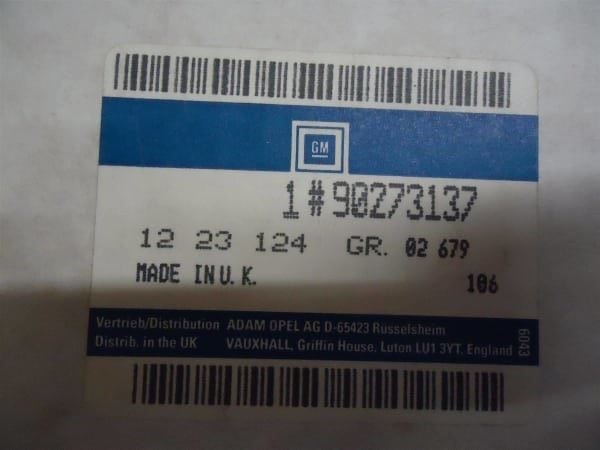 GM
1#90273137
12 23 124 GR. 02 679
MADE IN U.K. 106
Vertrieb/Distribution ADAM OPEL AG D-65423 Russelsheim
Distrib. in the UK VAUXHALL, Griffin House, Luton LU1 3YT. England
6043